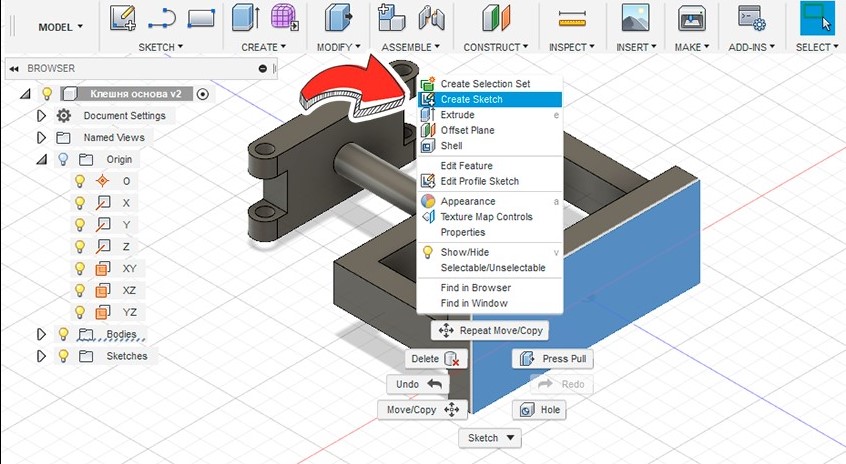 MODEL
SKETCH
CREATE
MODIFY
ASSEMBLE
CONSTRUCT
INSPECT
INSERT
MAKE
ADD-INS
SELECT
BROWSER
Клешня основа v2
Document Settings
Named Views
Origin
O
X
Y
Z
XY
XZ
YZ
Bodies
Sketches
Create Selection Set
Create Sketch
Extrude e
Offset Plane
Shell
Edit Feature
Edit Profile Sketch
Appearance a
Texture Map Controls
Properties
Show/Hide v
Selectable/Unselectable
Find in Browser
Find in Window
Repeat Move/Copy
Delete
Press Pull
Undo
Redo
Move/Copy
Hole
Sketch